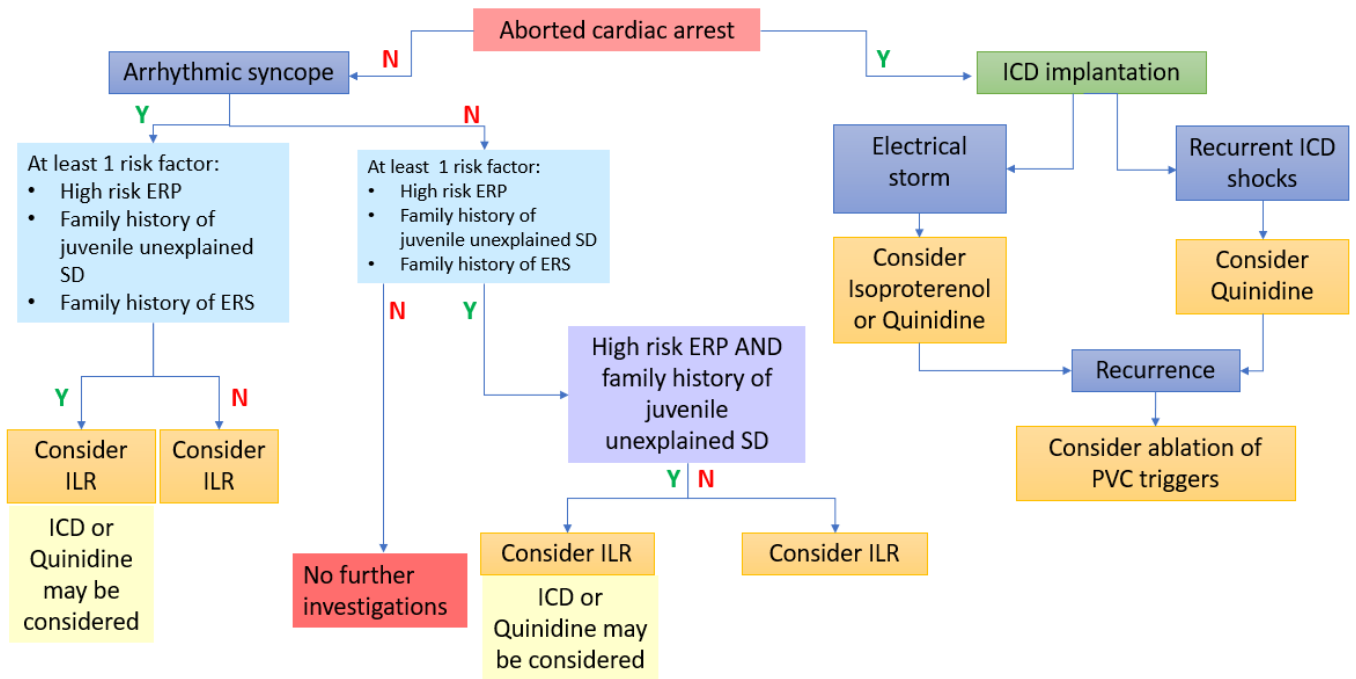 Aborted cardiac arrest
N
Y
Arrhythmic syncope
ICD implantation
Y
N
At least 1 risk factor:
• High risk ERP
• Family history of
juvenile unexplained
SD
• Family history of ERS
At least  1 risk factor:
• High risk ERP
• Family history of
juvenile unexplained SD
• Family history of ERS
Electrical
storm
Recurrent ICD
shocks
Consider
Isoproterenol
or Quinidine
Consider
Quinidine
N
Y
High risk ERP AND
family history of
juvenile
unexplained SD
Recurrence
Y
N
Consider
ILR
Consider
ILR
Consider ablation of
PVC triggers
Y
N
ICD or
Quinidine
may be
considered
No further
investigations
Consider ILR
Consider ILR
ICD or
Quinidine may
be considered